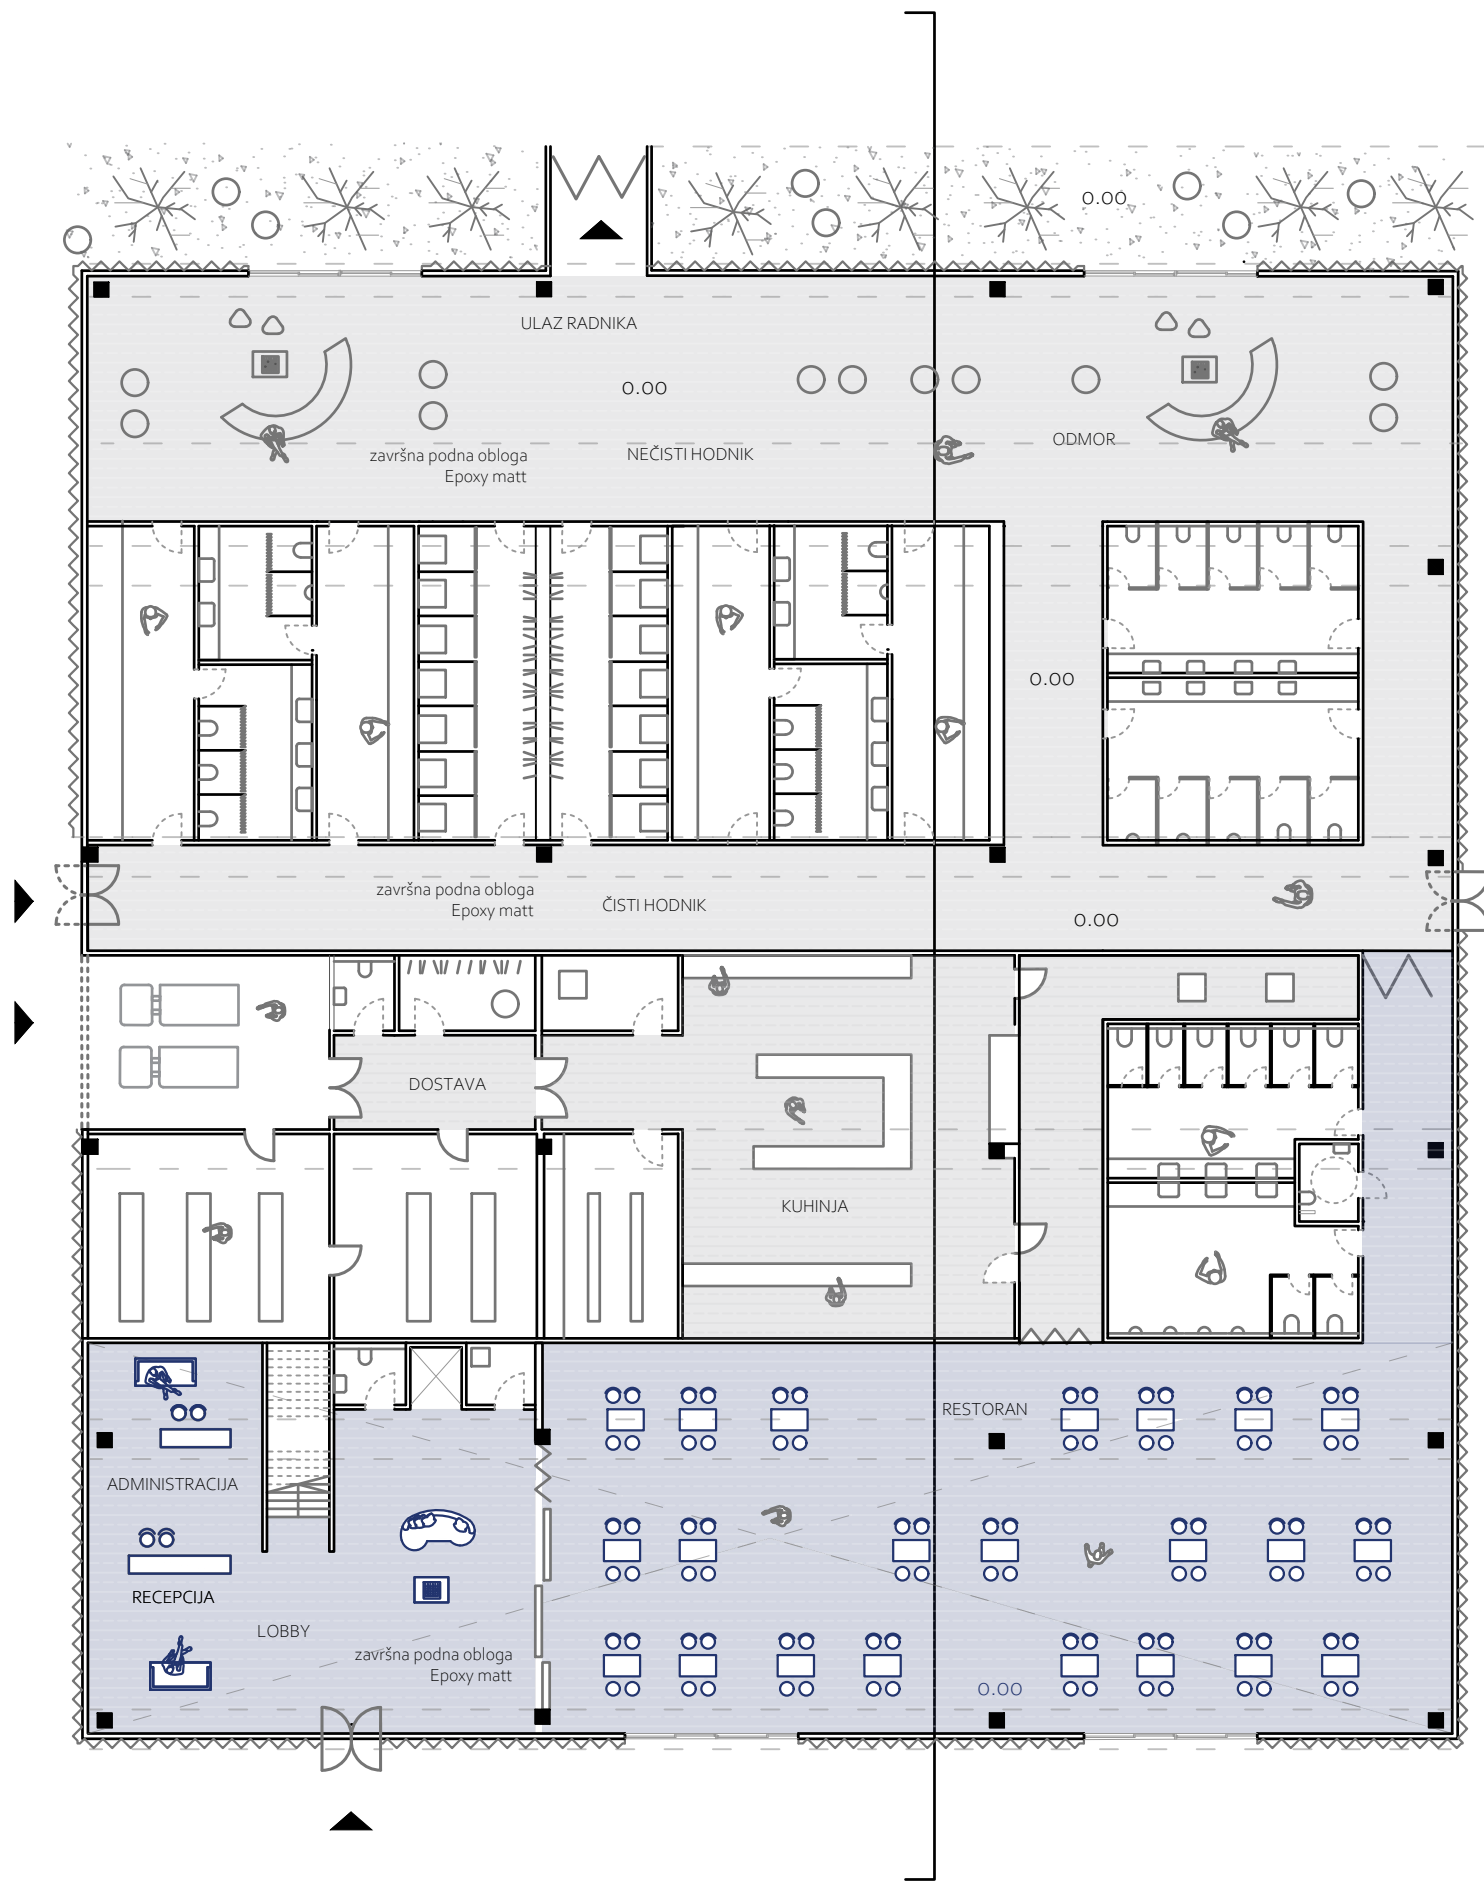 0.00
ULAZ RADNIKA
0.00
ODMOR
završna podna obloga
Epoxy matt
NEČISTI HODNIK
0.00
završna podna obloga
Epoxy matt
ČISTI HODNIK
0.00
DOSTAVA
KUHINJA
RESTORAN
ADMINISTRACIJA
RECEPCIJA
LOBBY
završna podna obloga
Epoxy matt
0.00